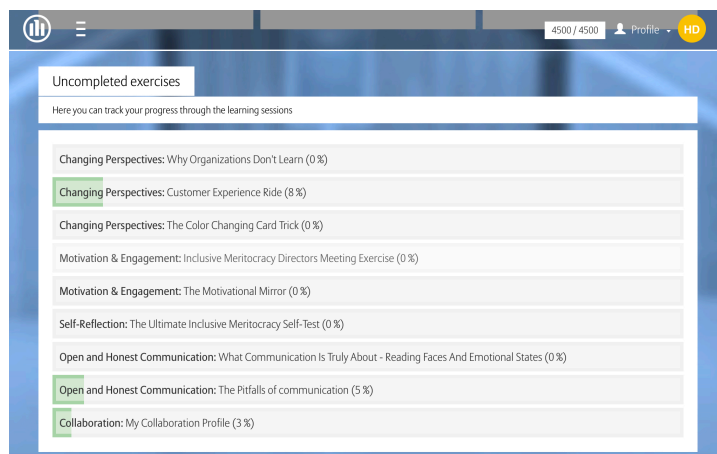 4500 / 4500 Profile HD
Uncompleted exercises
Here you can track your progress through the learning sessions
Changing Perspectives: Why Organizations Don't Learn (0 %)
Changing Perspectives: Customer Experience Ride (8 %)
Changing Perspectives: The Color Changing Card Trick (0 %)
Motivation & Engagement: Inclusive Meritocracy Directors Meeting Exercise (0 %)
Motivation & Engagement: The Motivational Mirror (0 %)
Self-Reflection: The Ultimate Inclusive Meritocracy Self-Test (0 %)
Open and Honest Communication: What Communication Is Truly About - Reading Faces And Emotional States (0 %)
Open and Honest Communication: The Pitfalls of communication (5 %)
Collaboration: My Collaboration Profile (3 %)